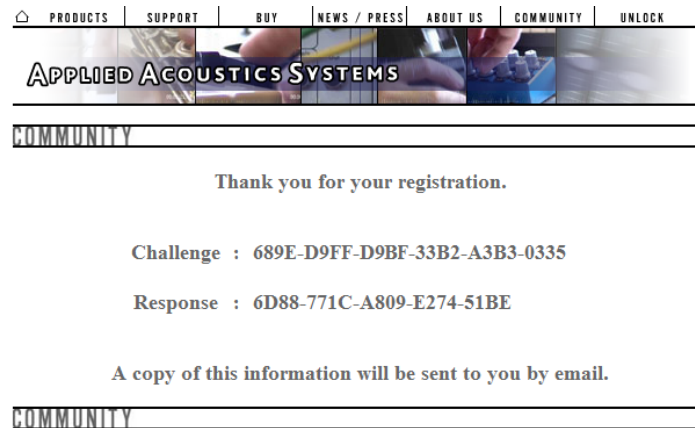 PRODUCTS SUPPORT BUY NEWS / PRESS ABOUT US COMMUNITY UNLOCK
APPLIED ACOUSTICS SYSTEMS
COMMUNITY
Thank you for your registration.
Challenge : 689E-D9FF-D9BF-33B2-A3B3-0335
Response : 6D88-771C-A809-E274-51BE
A copy of this information will be sent to you by email.
COMMUNITY